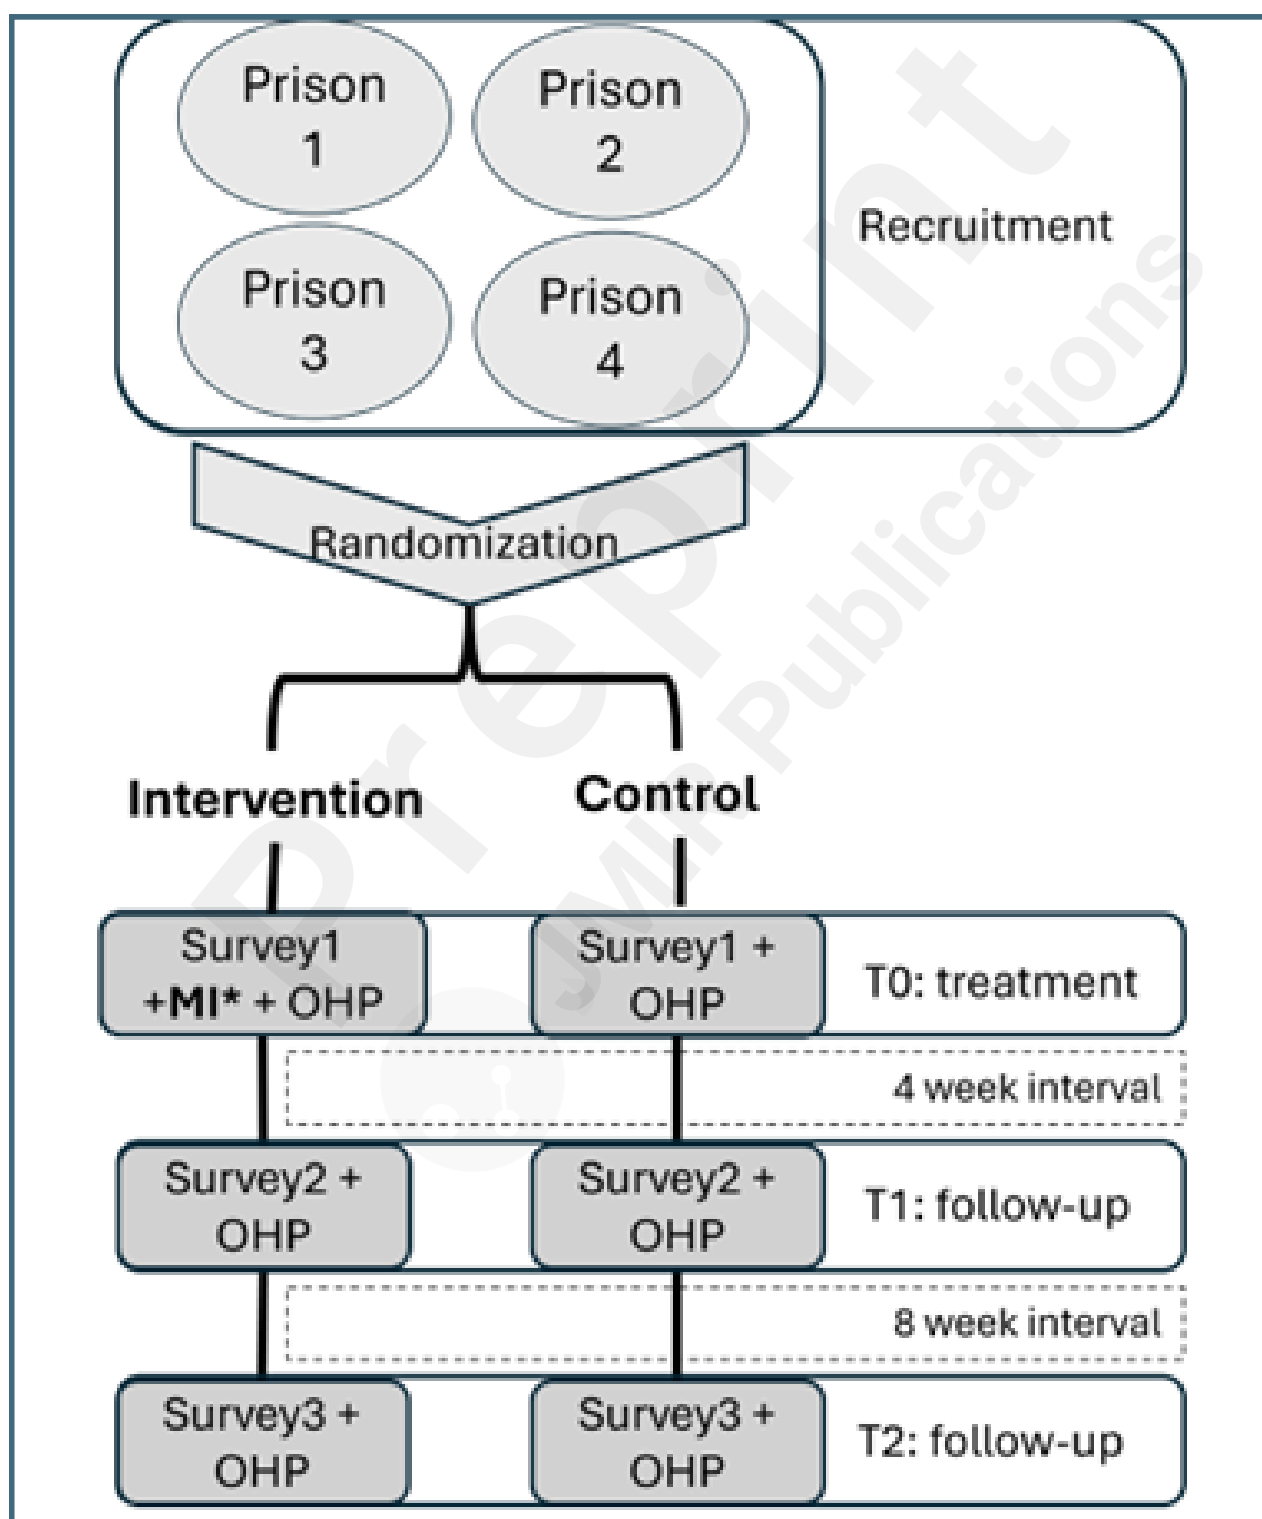 Prison
1
Prison
2
Prison
3
Prison
4
Recruitment
Randomization
Intervention
Control
Survey1
+MI* + OHP
Survey1 +
OHP
T0: treatment
4 week interval
Survey2 +
OHP
Survey2 +
OHP
T1: follow-up
8 week interval
Survey3 +
OHP
Survey3 +
OHP
T2: follow-up
Preprint
JMIR Publications